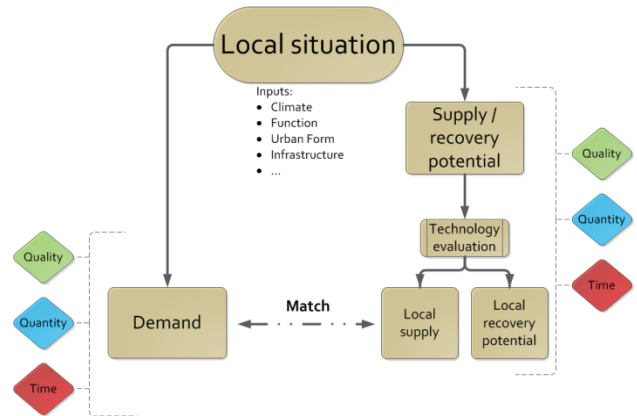 Local situation
Inputs:
• Climate
• Function
• Urban Form
• Infrastructure
• ...
Supply /
recovery
potential
Quality
Quantity
Time
Technology
evaluation
Quality
Quantity
Time
Demand
Match
Local
supply
Local
recovery
potential